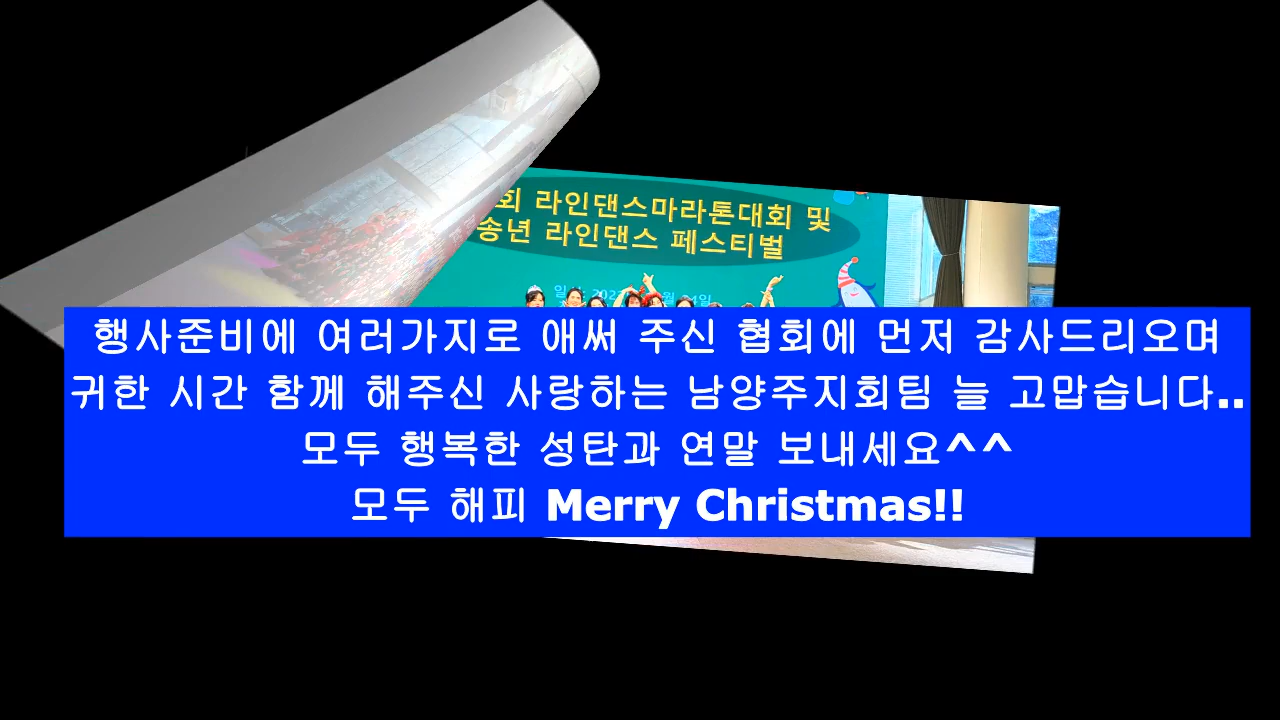 회 라인댄스마라톤대회 및
송년 라인댄스 페스티벌
행사준비에 여러가지로 애써 주신 협회에 먼저 감사드리오며
귀한 시간 함께 해주신 사랑하는 남양주지회팀 늘 고맙습니다..
모두 행복한 성탄과 연말 보내세요^^
모두 해피 Merry Christmas!!